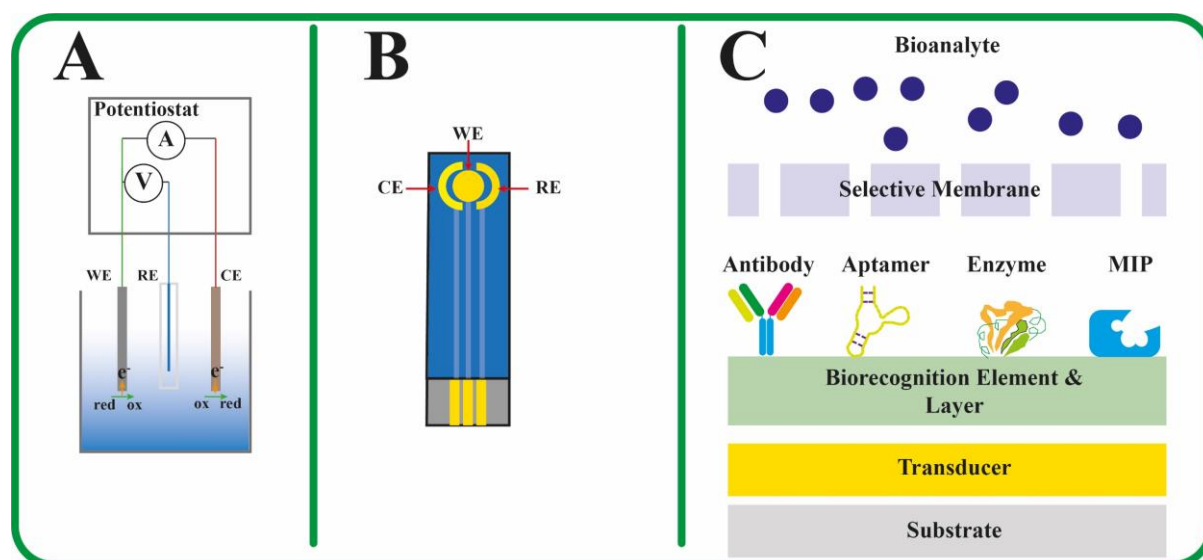 A
Potentiostat
A
V
WE RE CE
e-
e-
red ox
ox red
B
WE
CE
RE
C
Bioanalyte
Selective Membrane
Antibody Aptamer Enzyme MIP
Biorecognition Element &
Layer
Transducer
Substrate